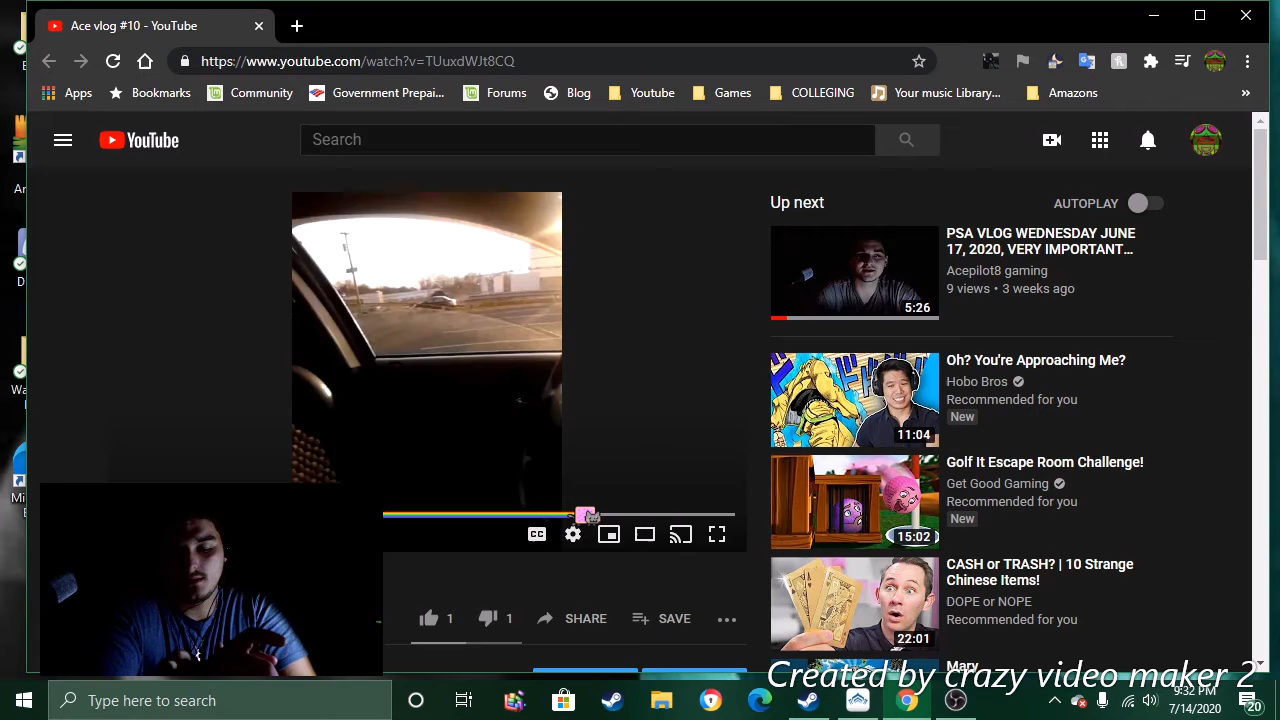 Ace vlog #10 - YouTube
https://www.youtube.com/watch?v=TUuxdWJt8CQ
Apps
Bookmarks
Community
Government Prepai...
Forums
Blog
Youtube
Games
COLLEGING
Your music Library...
Amazons
»
YouTube
Search
Up next
AUTOPLAY
PSA VLOG WEDNESDAY JUNE
17, 2020, VERY IMPORTANT...
Acepilot8 gaming
9 views • 3 weeks ago
5:26
Oh? You're Approaching Me?
Hobo Bros
Recommended for you
New
11:04
Golf It Escape Room Challenge!
Get Good Gaming
Recommended for you
New
15:02
CASH or TRASH? | 10 Strange
Chinese Items!
DOPE or NOPE
Recommended for you
22:01
CC
1
1
SHARE
SAVE
Mary
Created by crazy video maker 2
Type here to search
9:32 PM
7/14/2020
20